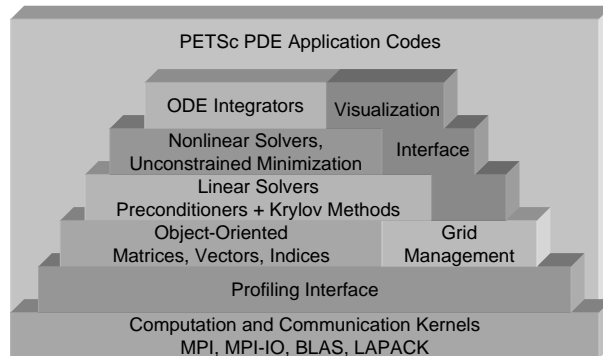 PETSc PDE Application Codes
ODE Integrators
Visualization
Nonlinear Solvers,
Unconstrained Minimization
Interface
Linear Solvers
Preconditioners + Krylov Methods
Object-Oriented
Matrices, Vectors, Indices
Grid
Management
Profiling Interface
Computation and Communication Kernels
MPI, MPI-IO, BLAS, LAPACK